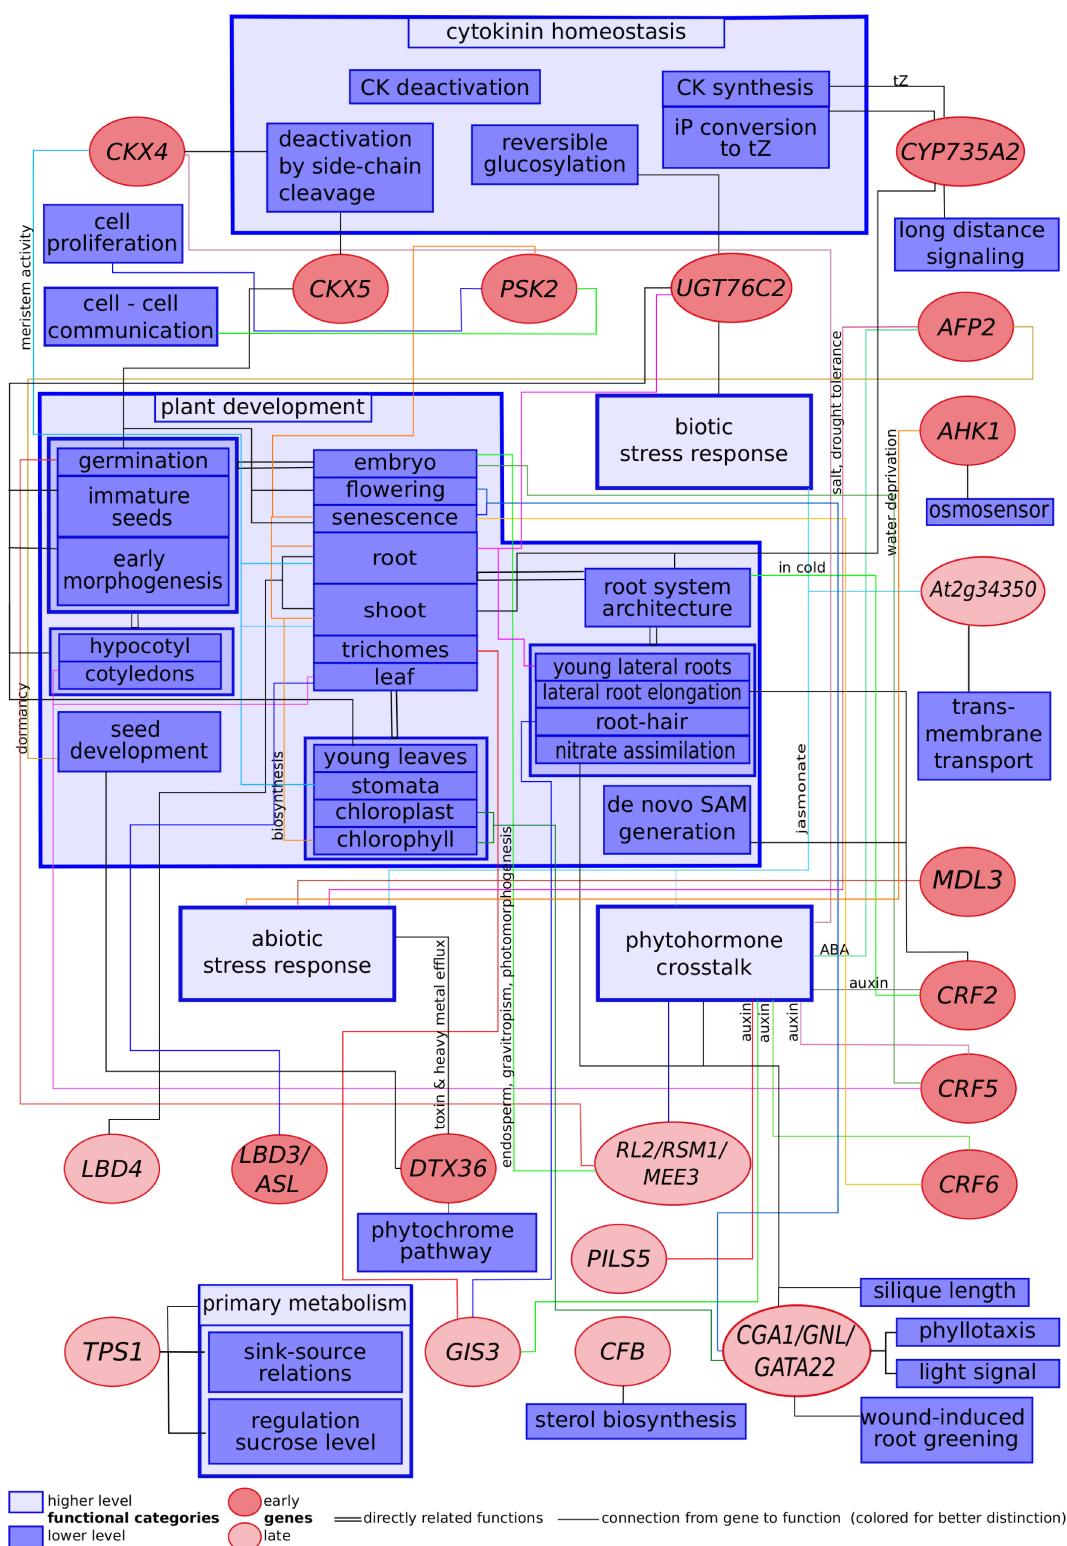 cytokinin homeostasis
CK deactivation
CK synthesis
tZ
iP conversion
to tZ
deactivation
by side-chain
cleavage
reversible
glucosylation
CKX4
CYP735A2
cell
proliferation
long distance
signaling
meristem activity
cell - cell
communication
CKX5
PSK2
UGT76C2
AFP2
salt, drought tolerance
plant development
biotic
stress response
AHK1
water deprivation
osmosensor
germination
immature
seeds
early
morphogenesis
embryo
flowering
senescence
root
shoot
trichomes
leaf
in cold
root system
architecture
At2g34350
hypocotyl
cotyledons
young lateral roots
lateral root elongation
root-hair
nitrate assimilation
trans-
membrane
transport
dormancy
seed
development
biosynthesis
young leaves
stomata
chloroplast
chlorophyll
de novo SAM
generation
jasmonate
endosperm, gravitropism, photomorphogenesis
MDL3
abiotic
stress response
toxin & heavy metal efflux
phytohormone
crosstalk
ABA
auxin
CRF2
auxin
auxin
auxin
CRF5
LBD4
LBD3/
ASL
DTX36
RL2/RSM1/
MEE3
CRF6
phytochrome
pathway
PILS5
silique length
primary metabolism
TPS1
sink-source
relations
regulation
sucrose level
GIS3
CFB
CGA1/GNL/
GATA22
phyllotaxis
light signal
sterol biosynthesis
wound-induced
root greening
higher level
functional categories
lower level
early
genes
late
directly related functions
connection from gene to function (colored for better distinction)